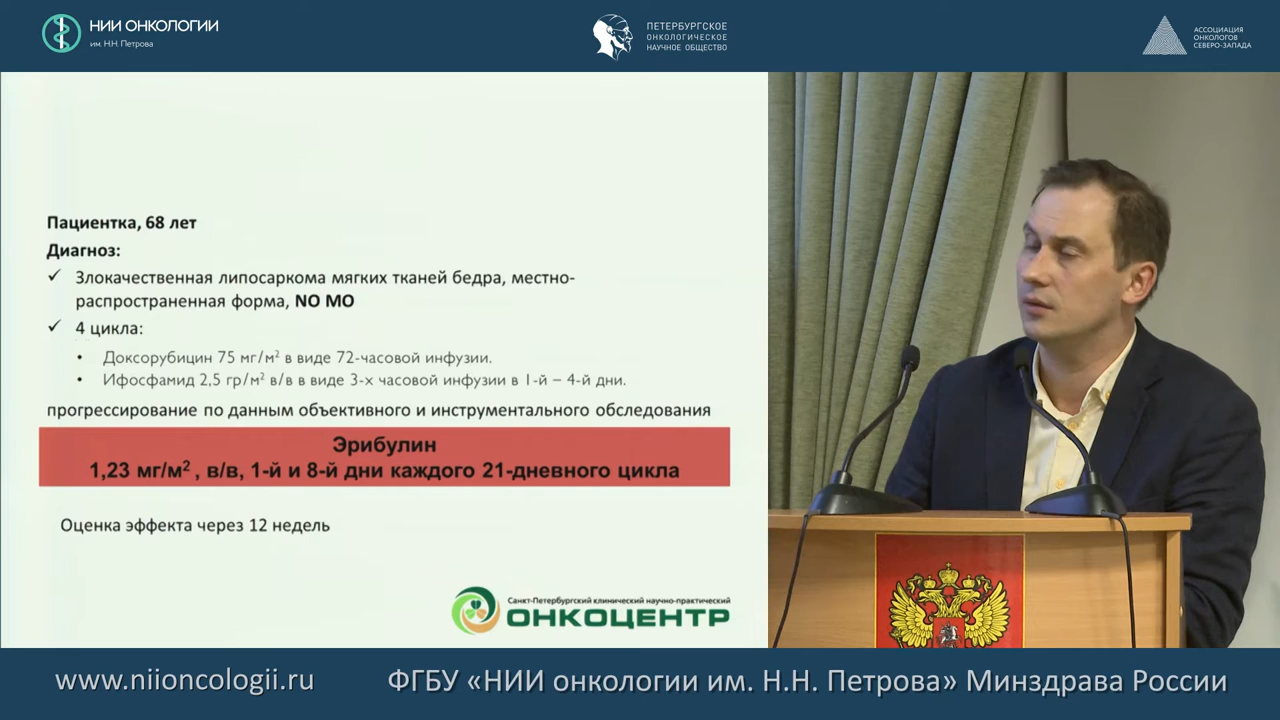 НИИ ОНКОЛОГИИ
им. Н.Н. Петрова
ПЕТЕРБУРГСКОЕ
ОНКОЛОГИЧЕСКОЕ
НАУЧНОЕ ОБЩЕСТВО
АССОЦИАЦИЯ
ОНКОЛОГОВ
СЕВЕРО-ЗАПАДА
Пациентка, 68 лет
Диагноз:
✓ Злокачественная липосаркома мягких тканей бедра, местно-
распространенная форма, NO MO
✓ 4 цикла:
• Доксорубицин 75 мг/м² в виде 72-часовой инфузии.
• Ифосфамид 2,5 гр/м² в/в в виде 3-х часовой инфузии в 1-й – 4-й дни.
прогрессирование по данным объективного и инструментального обследования
Эрибулин
1,23 мг/м² , в/в, 1-й и 8-й дни каждого 21-дневного цикла
Оценка эффекта через 12 недель
Санкт-Петербургский клинический научно-практический
ОНКОЦЕНТР
www.niioncologii.ru
ФГБУ «НИИ онкологии им. Н.Н. Петрова» Минздрава России